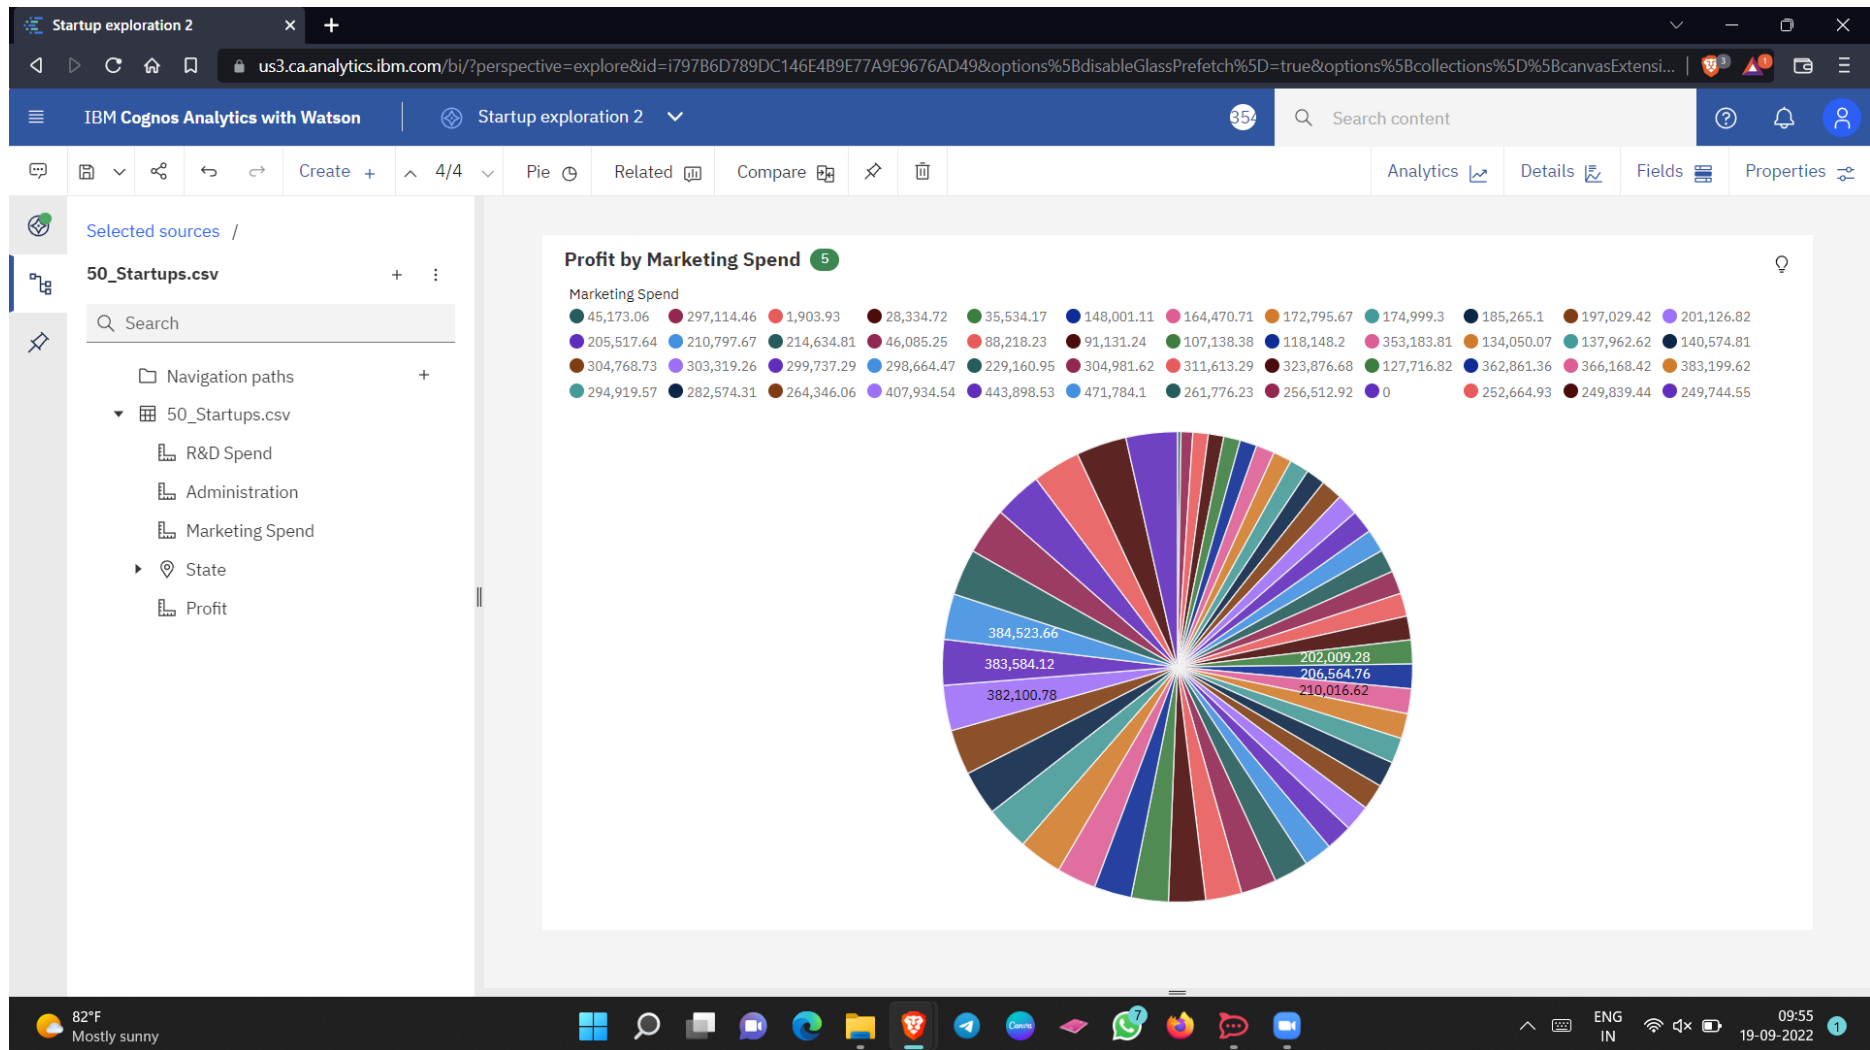 Startup exploration 2
us3.ca.analytics.ibm.com/bi/?perspective=explore&id=i797B6D789DC146E4B9E77A9E9676AD49&options%5BdisableGlassPrefetch%5D=true&options%5Bcollections%5D%5BcanvasExtensi... 3 1
IBM Cognos Analytics with Watson Startup exploration 2 354 Search content
Create + 4/4 Pie Related Compare Analytics Details Fields Properties
Selected sources /
50_Startups.csv
Search
Navigation paths
50_Startups.csv
R&D Spend
Administration
Marketing Spend
State
Profit
Profit by Marketing Spend 5
Marketing Spend
45,173.06 297,114.46 1,903.93 28,334.72 35,534.17 148,001.11 164,470.71 172,795.67 174,999.3 185,265.1 197,029.42 201,126.82
205,517.64 210,797.67 214,634.81 46,085.25 88,218.23 91,131.24 107,138.38 118,148.2 353,183.81 134,050.07 137,962.62 140,574.81
304,768.73 303,319.26 299,737.29 298,664.47 229,160.95 304,981.62 311,613.29 323,876.68 127,716.82 362,861.36 366,168.42 383,199.62
294,919.57 282,574.31 264,346.06 407,934.54 443,898.53 471,784.1 261,776.23 256,512.92 0 252,664.93 249,839.44 249,744.55
384,523.66
383,584.12
382,100.78
202,009.28
206,564.76
210,016.62
82°F
Mostly sunny
Canva
7
ENG
IN
09:55
19-09-2022
1